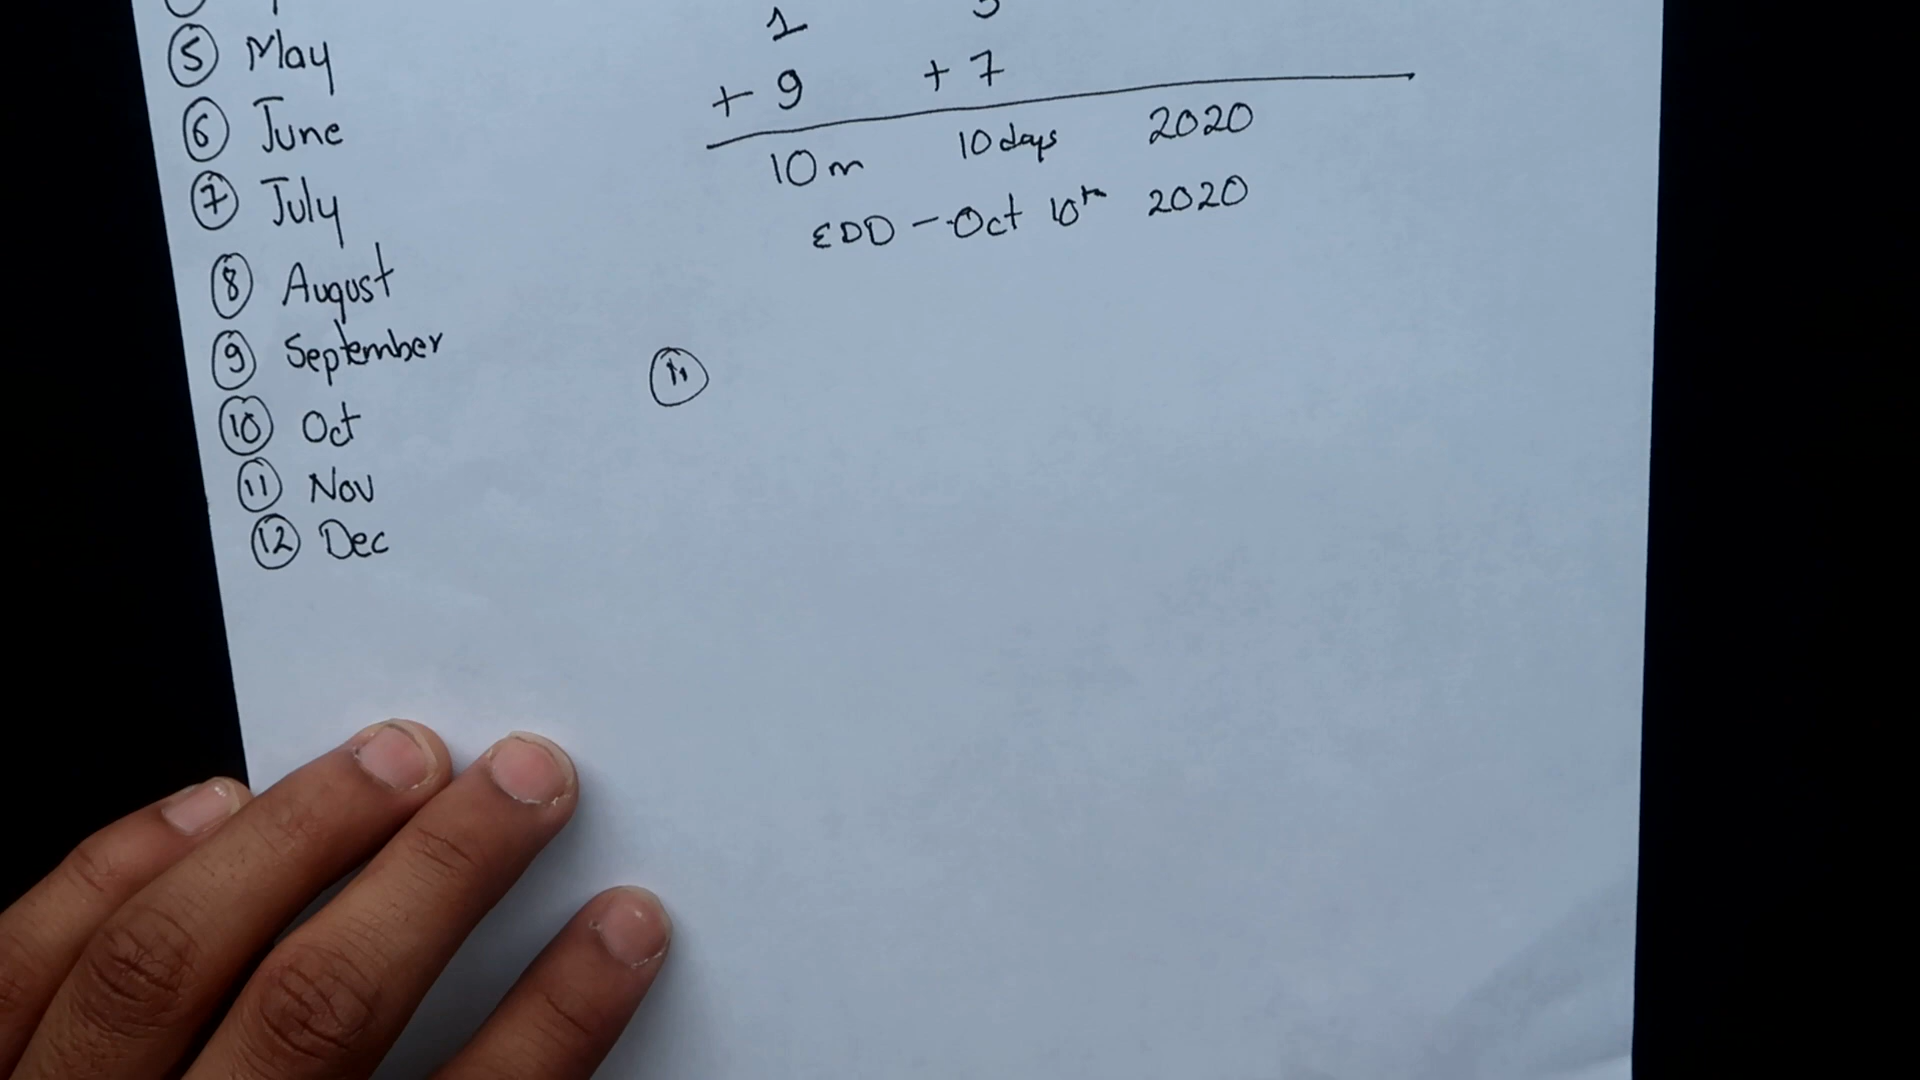 5 May
6 June
7 July
8 August
9 September
10 Oct
11 Nov
12 Dec
1
+ 9 + 7
10 m 10 days 2020
EDD - Oct 10th 2020
11